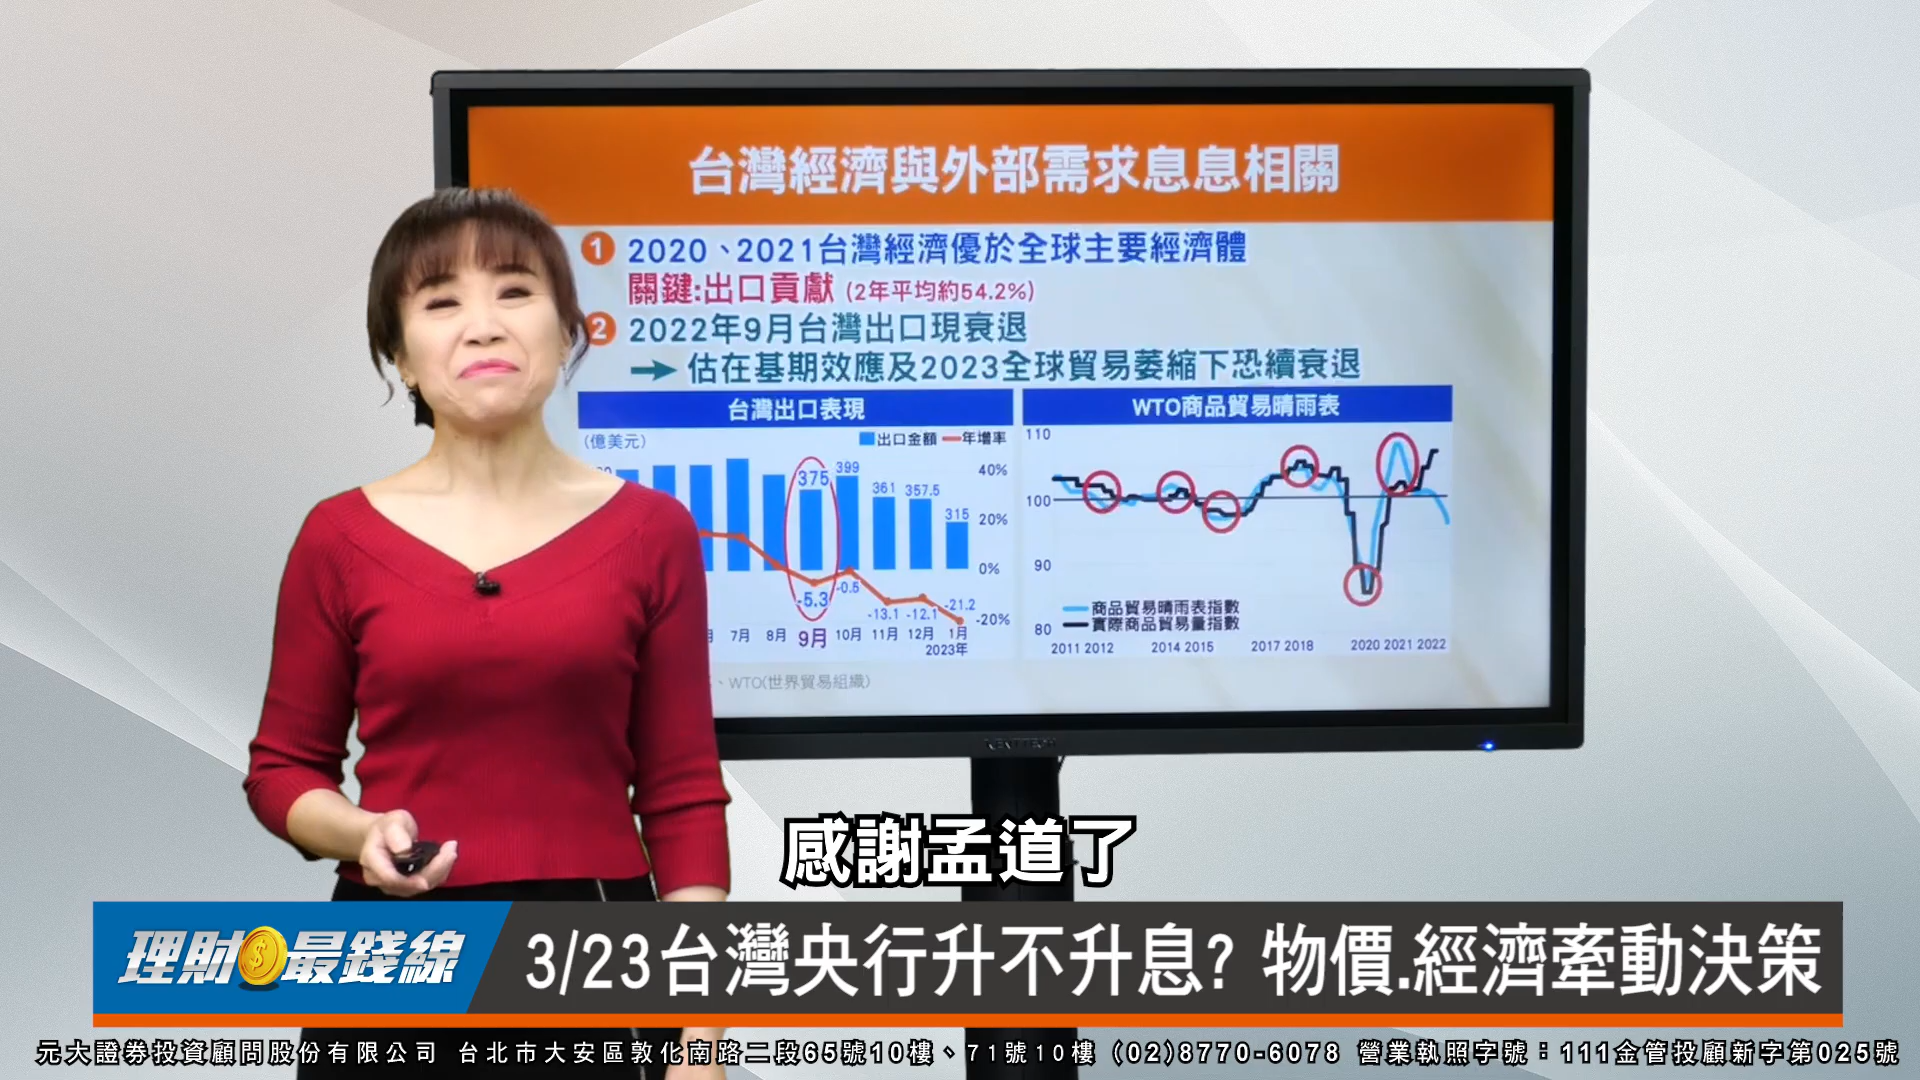 台灣經濟與外部需求息息相關
1 2020、2021台灣經濟優於全球主要經濟體
關鍵:出口貢獻 (2年平均約54.2%)
2 2022年9月台灣出口現衰退
→ 估在基期效應及2023全球貿易萎縮下恐續衰退
台灣出口表現
(億美元)
出口金額 年增率
375 399 361 357.5 315
40%
20%
0%
-20%
-5.3 -0.5 -13.1 -12.1 -21.2
7月 8月 9月 10月 11月 12月 1月
2023年
WTO商品貿易晴雨表
110
100
90
80
商品貿易晴雨表指數
實際商品貿易量指數
2011 2012 2014 2015 2017 2018 2020 2021 2022
、WTO(世界貿易組織)
感謝孟道了
理財最錢線
3/23台灣央行升不升息? 物價.經濟牽動決策
元大證券投資顧問股份有限公司 台北市大安區敦化南路二段65號10樓、71號10樓 (02)8770-6078 營業執照字號：111金管投顧新字第025號